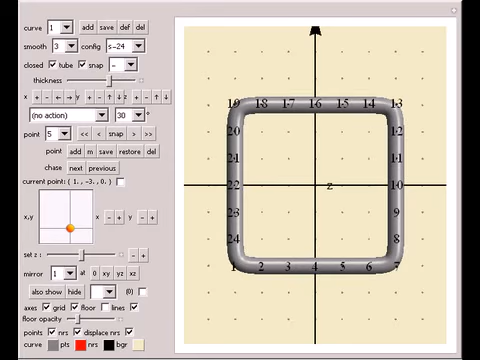 curve 1 add save def del
smooth 3 config s-24
closed tube snap -
thickness
x + - ← → y ↑ ↓ z + - ↑ ↓
(no action) 30 °
point 5 << < snap > >>
point add m save restore del
chase next previous
current point: ( 1., -3., 0. )
x,y x - + y - +
set z : - +
mirror 1 at 0 xy yz xz
also show hide (0)
axes grid floor lines
floor opacity
points nrs displace nrs
curve pts nrs bgr
19 18 17 16 15 14 13
20 12
21 11
22 z 10
23 9
24 8
1 2 3 4 5 6 7